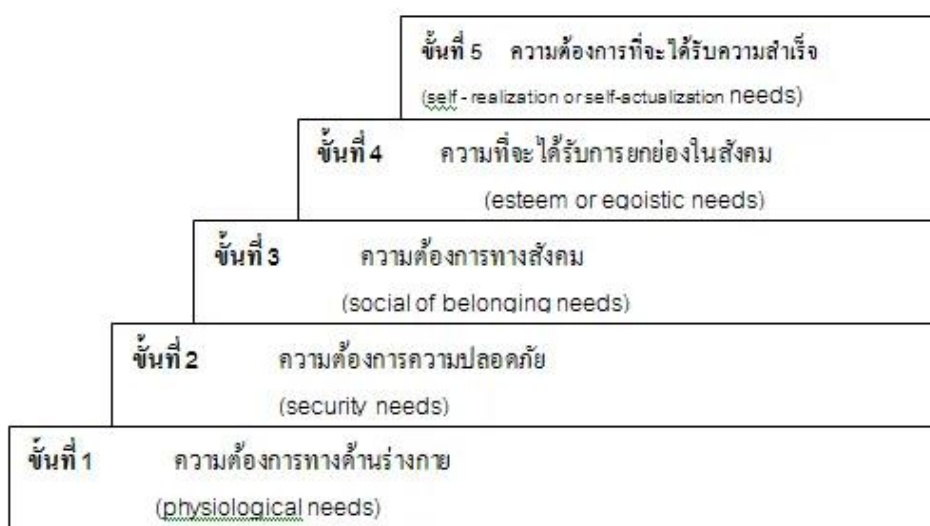 ขั้นที่ 5 ความต้องการที่จะได้รับความสำเร็จ
(self - realization or self-actualization needs)
ขั้นที่ 4 ความที่จะได้รับการยกย่องในสังคม
(esteem or egoistic needs)
ขั้นที่ 3 ความต้องการทางสังคม
(social of belonging needs)
ขั้นที่ 2 ความต้องการความปลอดภัย
(security needs)
ขั้นที่ 1 ความต้องการทางด้านร่างกาย
(physiological needs)